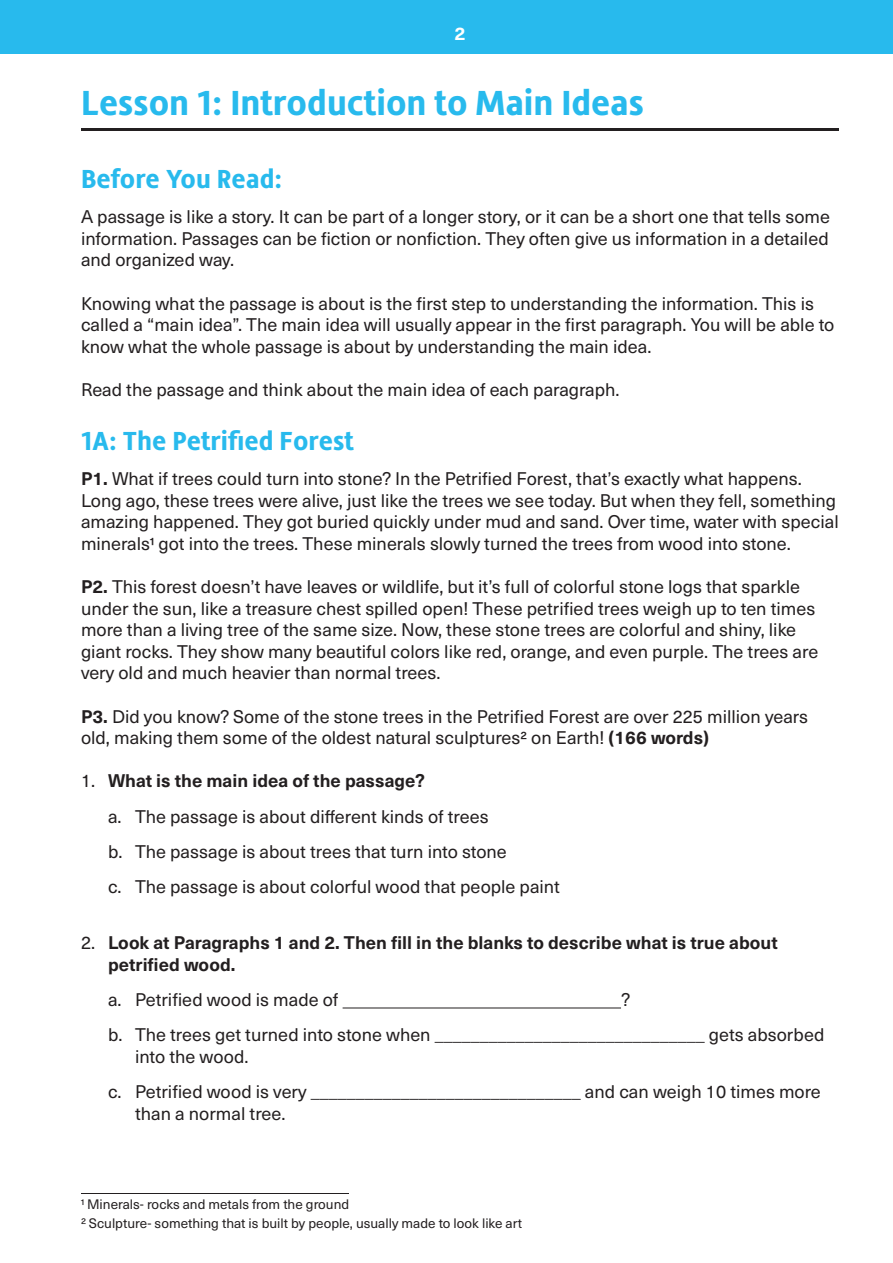 2
Lesson 1: Introduction to Main Ideas
Before You Read:
A passage is like a story. It can be part of a longer story, or it can be a short one that tells some
information. Passages can be fiction or nonfiction. They often give us information in a detailed
and organized way.
Knowing what the passage is about is the first step to understanding the information. This is
called a “main idea”. The main idea will usually appear in the first paragraph. You will be able to
know what the whole passage is about by understanding the main idea.
Read the passage and think about the main idea of each paragraph.
1A: The Petrified Forest
P1. What if trees could turn into stone? In the Petrified Forest, that’s exactly what happens.
Long ago, these trees were alive, just like the trees we see today. But when they fell, something
amazing happened. They got buried quickly under mud and sand. Over time, water with special
minerals¹ got into the trees. These minerals slowly turned the trees from wood into stone.
P2. This forest doesn’t have leaves or wildlife, but it’s full of colorful stone logs that sparkle
under the sun, like a treasure chest spilled open! These petrified trees weigh up to ten times
more than a living tree of the same size. Now, these stone trees are colorful and shiny, like
giant rocks. They show many beautiful colors like red, orange, and even purple. The trees are
very old and much heavier than normal trees.
P3. Did you know? Some of the stone trees in the Petrified Forest are over 225 million years
old, making them some of the oldest natural sculptures² on Earth! (166 words)
1. What is the main idea of the passage?
a. The passage is about different kinds of trees
b. The passage is about trees that turn into stone
c. The passage is about colorful wood that people paint
2. Look at Paragraphs 1 and 2. Then fill in the blanks to describe what is true about
petrified wood.
a. Petrified wood is made of ______________________________?
b. The trees get turned into stone when ______________________________ gets absorbed
into the wood.
c. Petrified wood is very ______________________________ and can weigh 10 times more
than a normal tree.
¹ Minerals- rocks and metals from the ground
² Sculpture- something that is built by people, usually made to look like art